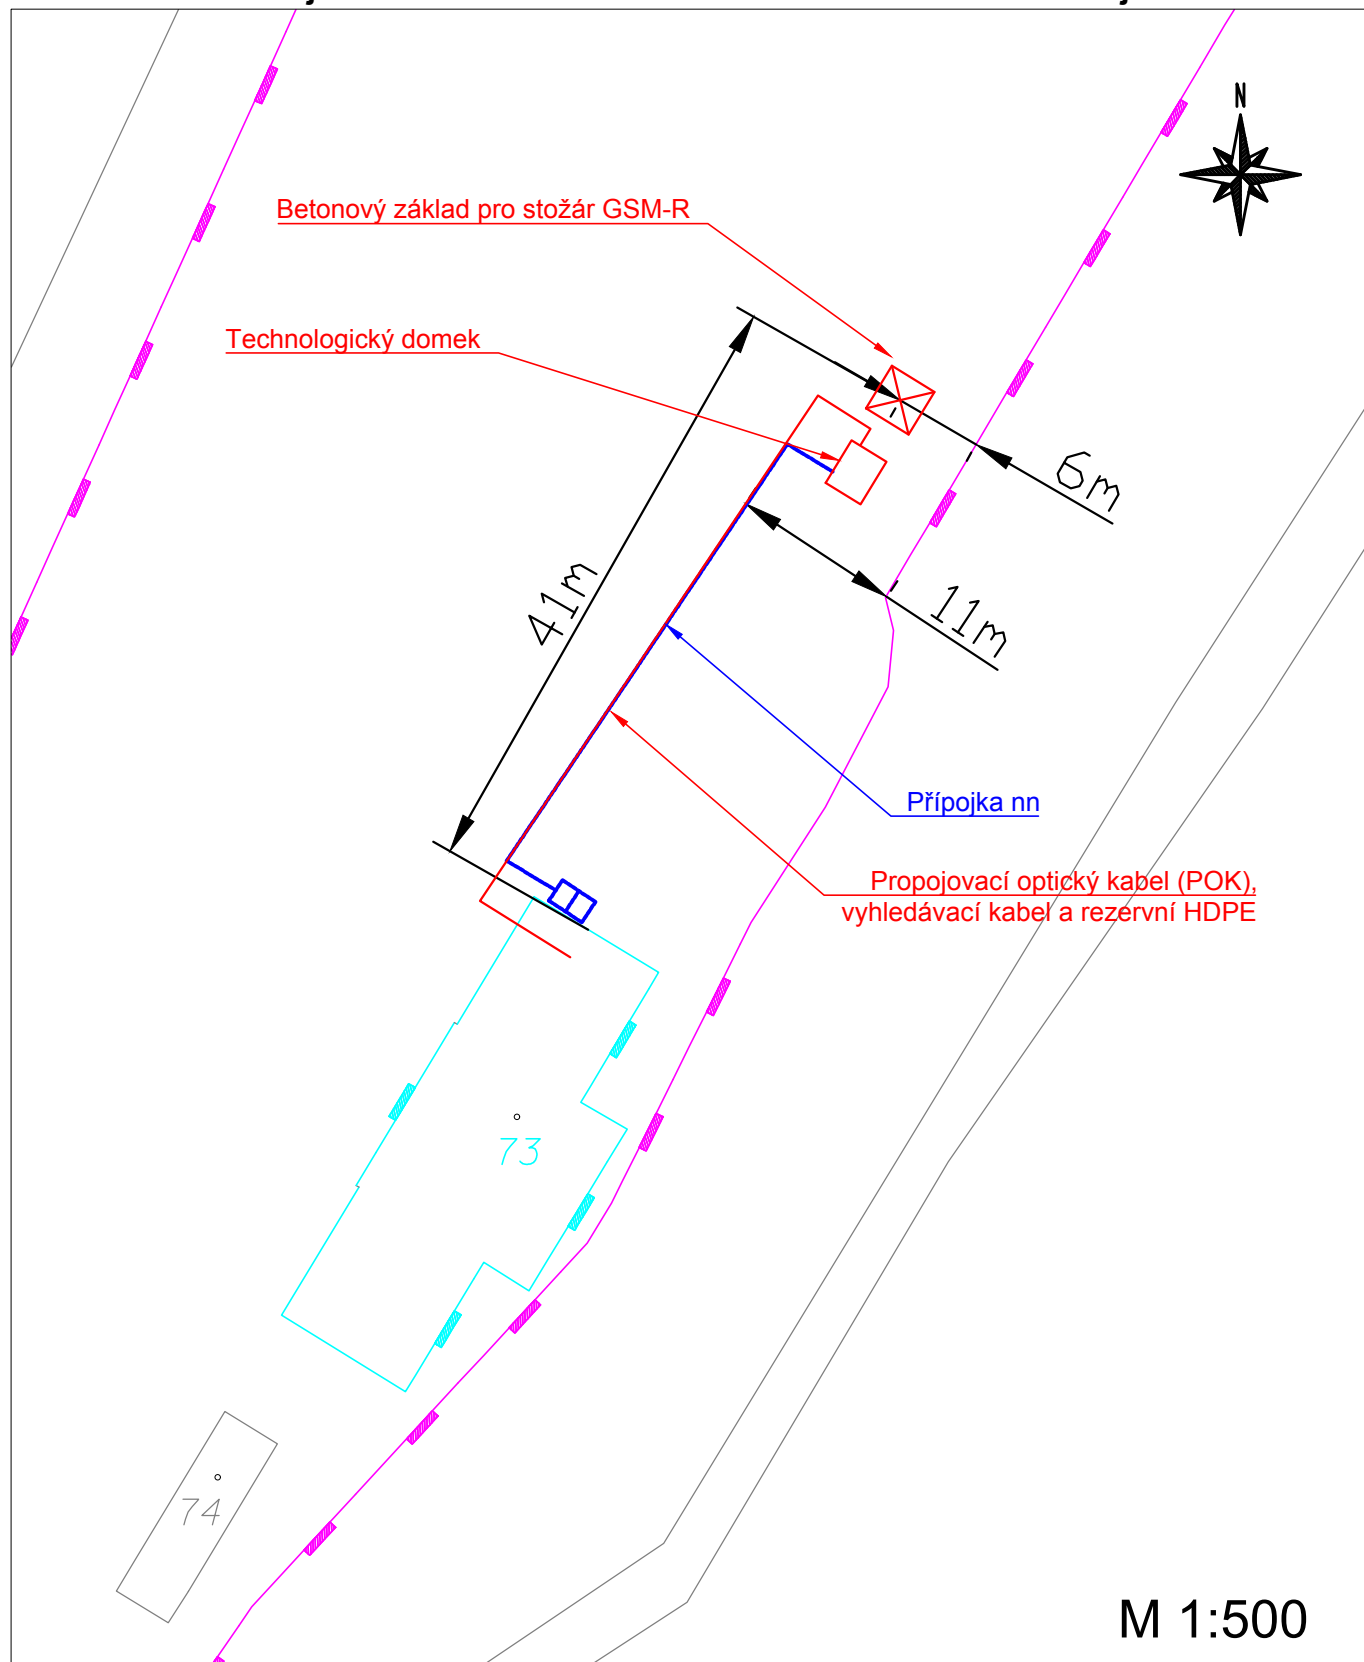 N
Betonový základ pro stožár GSM-R
Technologický domek
6m
41m
11m
Přípojka nn
Propojovací optický kabel (POK),
vyhledávací kabel a rezervní HDPE
73
74
M 1:500